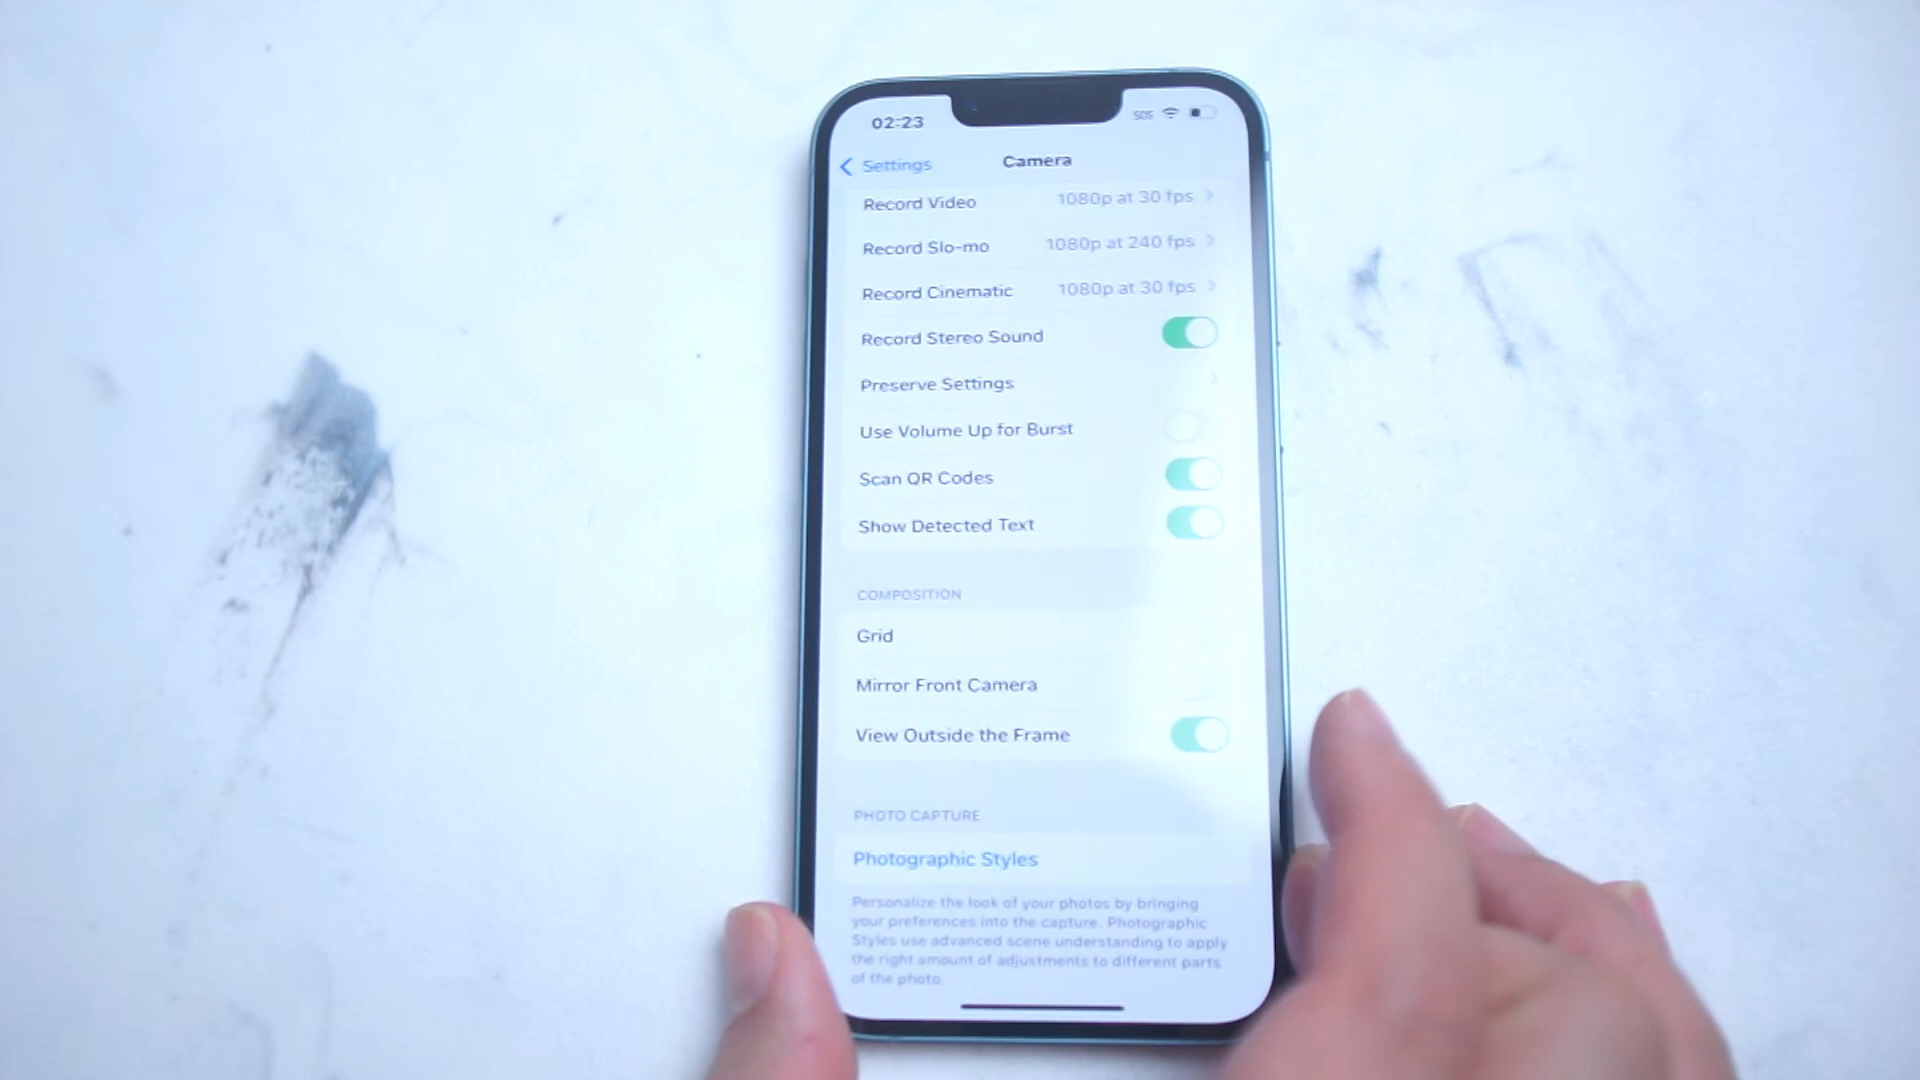 02:23 SOS
Settings Camera
Record Video 1080p at 30 fps
Record Slo-mo 1080p at 240 fps
Record Cinematic 1080p at 30 fps
Record Stereo Sound
Preserve Settings
Use Volume Up for Burst
Scan QR Codes
Show Detected Text
COMPOSITION
Grid
Mirror Front Camera
View Outside the Frame
PHOTO CAPTURE
Photographic Styles
Personalize the look of your photos by bringing
your preferences into the capture. Photographic
Styles use advanced scene understanding to apply
the right amount of adjustments to different parts
of the photo.